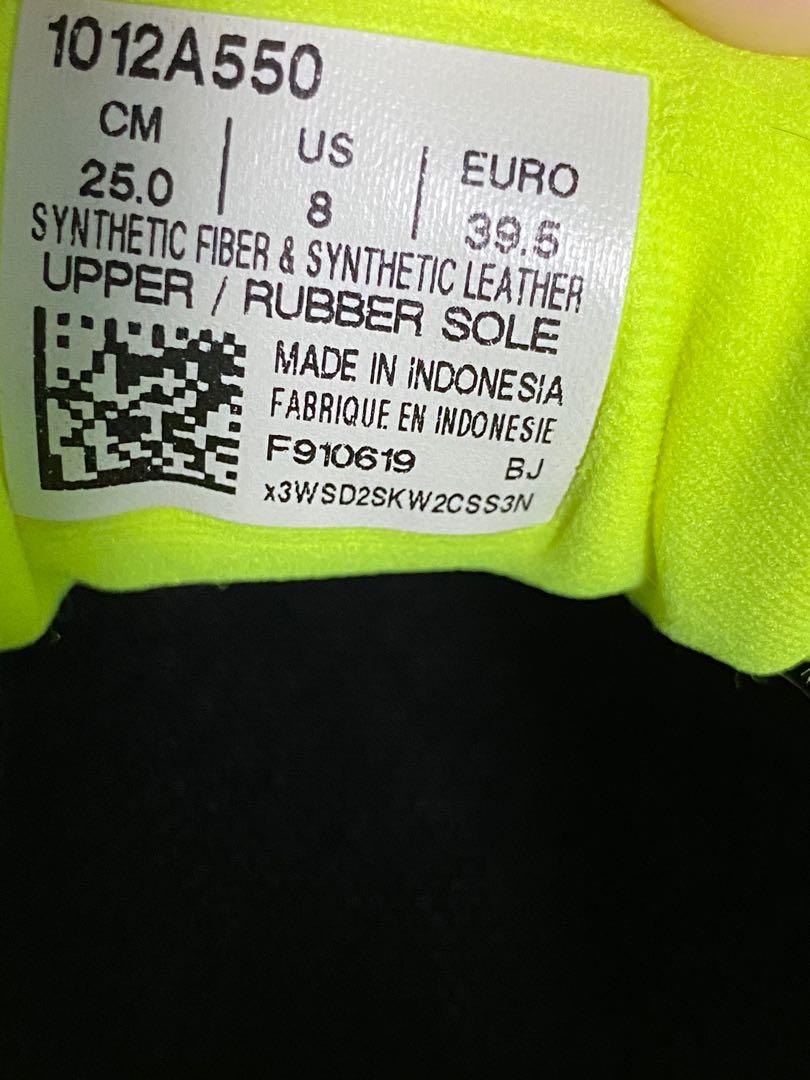 1012A550
CM | US | EURO
25.0 | 8 | 39.5
SYNTHETIC FIBER & SYNTHETIC LEATHER
UPPER / RUBBER SOLE
MADE IN iNDONESIA
FABRIQUE EN INDONESIE
F910619 BJ
x3WSD2SKW2CSS3N